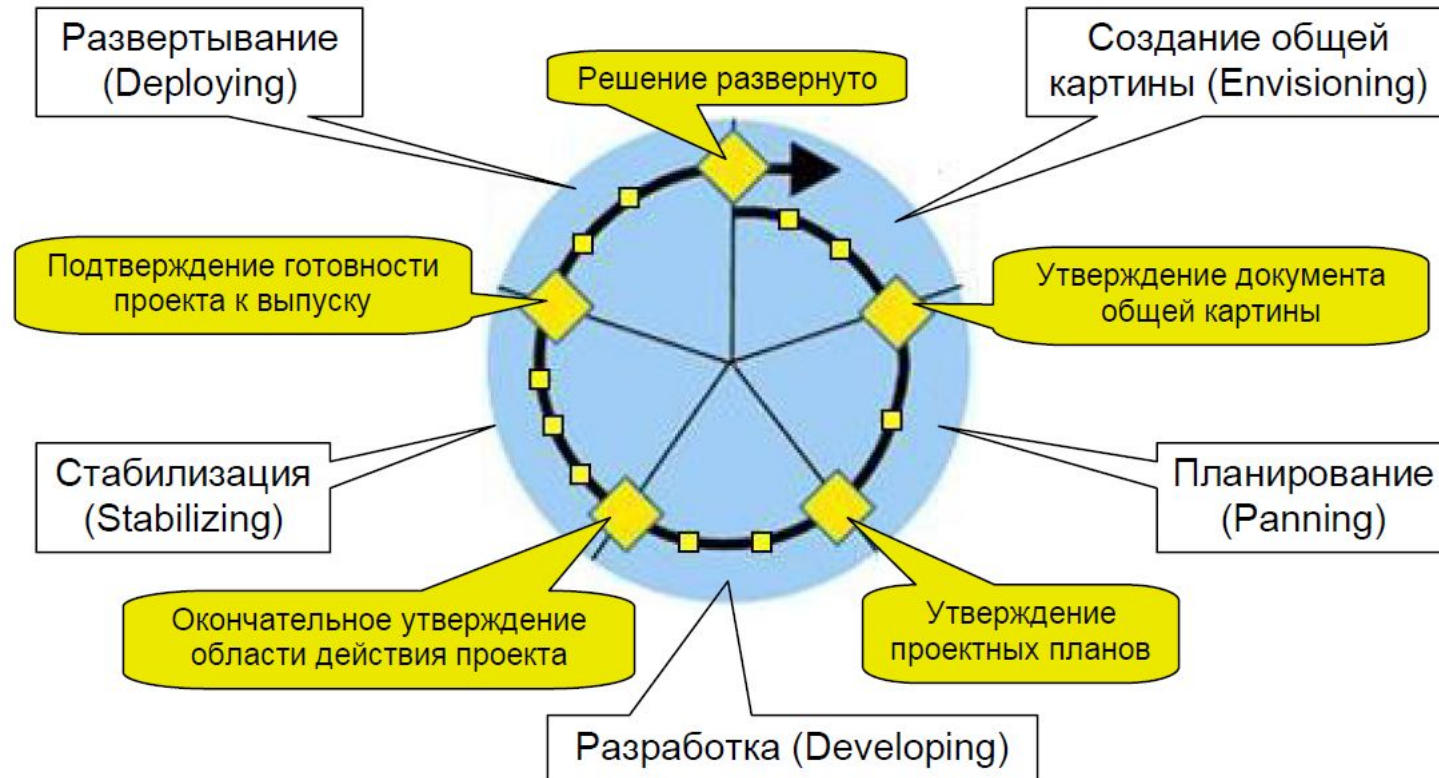 Развертывание
(Deploying)
Решение развернуто
Создание общей
картины (Envisioning)
Подтверждение готовности
проекта к выпуску
Утверждение документа
общей картины
Стабилизация
(Stabilizing)
Планирование
(Panning)
Окончательное утверждение
области действия проекта
Утверждение
проектных планов
Разработка (Developing)